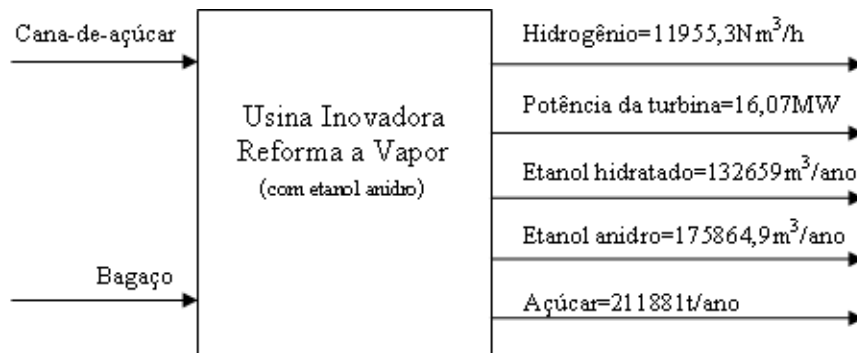 Cana-de-açúcar
Bagaço
Usina Inovadora
Reforma a Vapor
(com etanol anidro)
Hidrogênio=11955,3Nm³/h
Potência da turbina=16,07MW
Etanol hidratado=132659m³/ano
Etanol anidro=175864,9m³/ano
Açúcar=211881t/ano